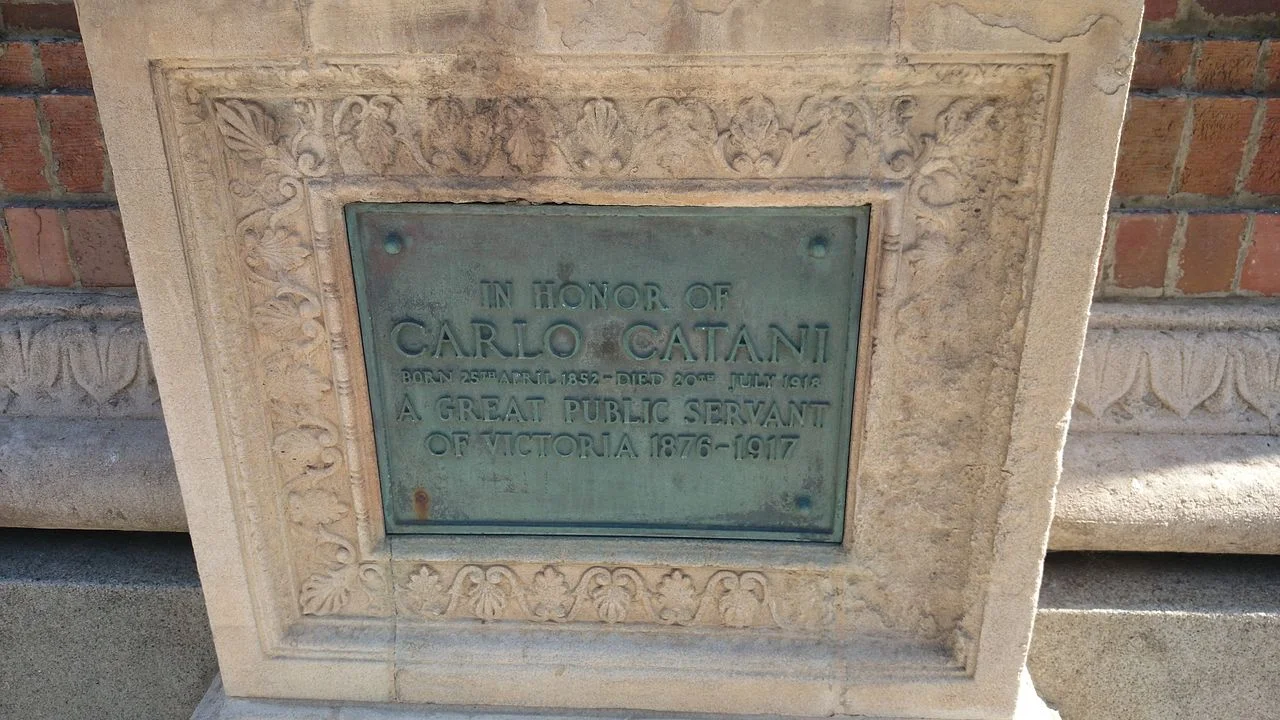 IN HONOR OF
CARLO CATANI
BORN 25TH APRIL 1852-DIED 20TH JULY 1918
A GREAT PUBLIC SERVANT
OF VICTORIA 1876-1917